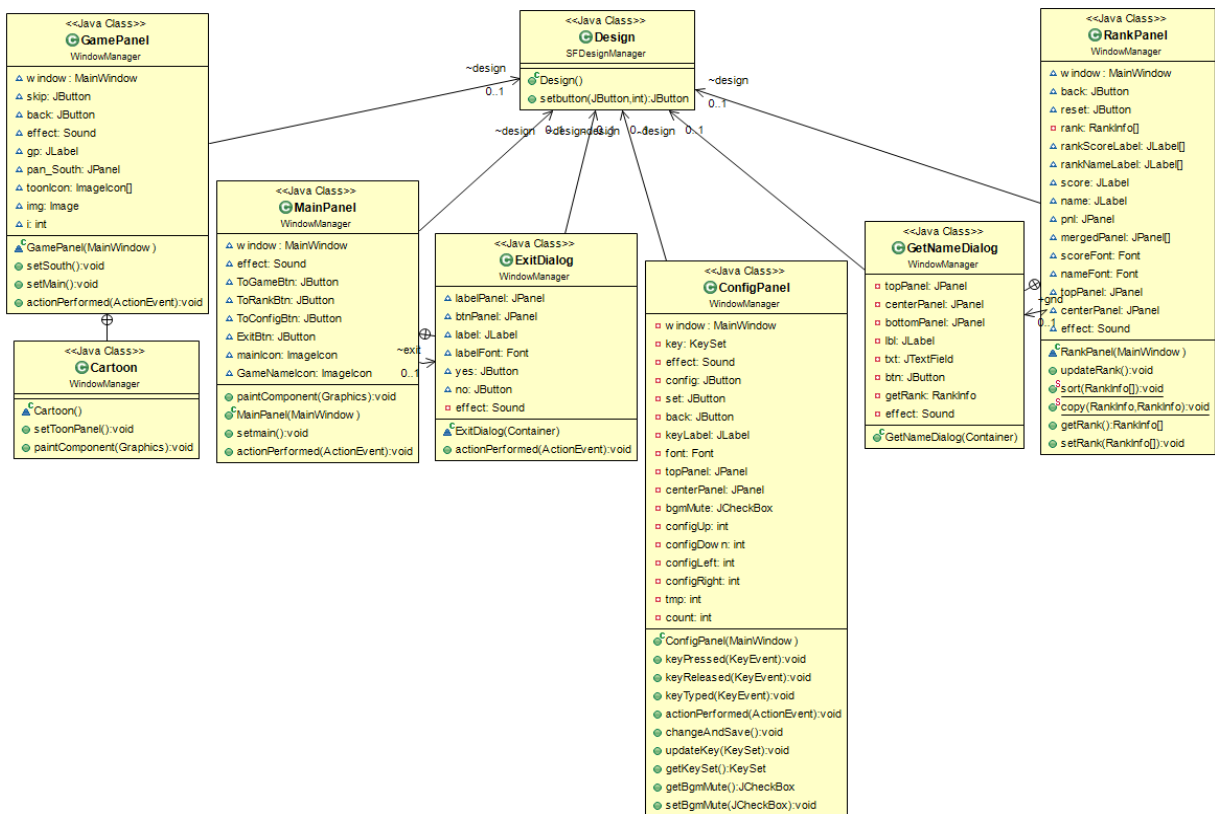 <<Java Class>>
GamePanel
WindowManager
window : MainWindow
skip: JButton
back: JButton
effect: Sound
gp: JLabel
pan_South: JPanel
toonIcon: ImageIcon[]
img: Image
i: int
GamePanel(MainWindow )
setSouth():void
setMain():void
actionPerformed(ActionEvent):void
<<Java Class>>
Cartoon
WindowManager
Cartoon()
setToonPanel():void
paintComponent(Graphics):void
<<Java Class>>
Design
SFDesignManager
Design()
setbutton(JButton,int):JButton
~design
0..1
~design
0..1
~design
0..1
~design
0..1
~design
0..1
~design
0..1
<<Java Class>>
MainPanel
WindowManager
window : MainWindow
effect: Sound
ToGameBtn: JButton
ToRankBtn: JButton
ToConfigBtn: JButton
ExitBtn: JButton
mainIcon: ImageIcon
GameNameIcon: ImageIcon
paintComponent(Graphics):void
MainPanel(MainWindow )
setmain():void
actionPerformed(ActionEvent):void
~exit
0..1
<<Java Class>>
ExitDialog
WindowManager
labelPanel: JPanel
btnPanel: JPanel
label: JLabel
labelFont: Font
yes: JButton
no: JButton
effect: Sound
ExitDialog(Container)
actionPerformed(ActionEvent):void
<<Java Class>>
ConfigPanel
WindowManager
window : MainWindow
key: KeySet
effect: Sound
config: JButton
set: JButton
back: JButton
keyLabel: JLabel
font: Font
topPanel: JPanel
centerPanel: JPanel
bgmMute: JCheckBox
configUp: int
configDown: int
configLeft: int
configRight: int
tmp: int
count: int
ConfigPanel(MainWindow )
keyPressed(KeyEvent):void
keyReleased(KeyEvent):void
keyTyped(KeyEvent):void
actionPerformed(ActionEvent):void
changeAndSave():void
updateKey(KeySet):void
getKeySet():KeySet
getBgmMute():JCheckBox
setBgmMute(JCheckBox):void
<<Java Class>>
GetNameDialog
WindowManager
topPanel: JPanel
centerPanel: JPanel
bottomPanel: JPanel
lbl: JLabel
txt: JTextField
btn: JButton
getRank: RankInfo
effect: Sound
GetNameDialog(Container)
~gnd
0..1
<<Java Class>>
RankPanel
WindowManager
window : MainWindow
back: JButton
reset: JButton
rank: RankInfo[]
rankScoreLabel: JLabel[]
rankNameLabel: JLabel[]
score: JLabel
name: JLabel
pnl: JPanel
mergedPanel: JPanel[]
scoreFont: Font
nameFont: Font
topPanel: JPanel
centerPanel: JPanel
effect: Sound
RankPanel(MainWindow )
updateRank():void
sort(RankInfo[]):void
copy(RankInfo,RankInfo):void
getRank():RankInfo[]
setRank(RankInfo[]):void